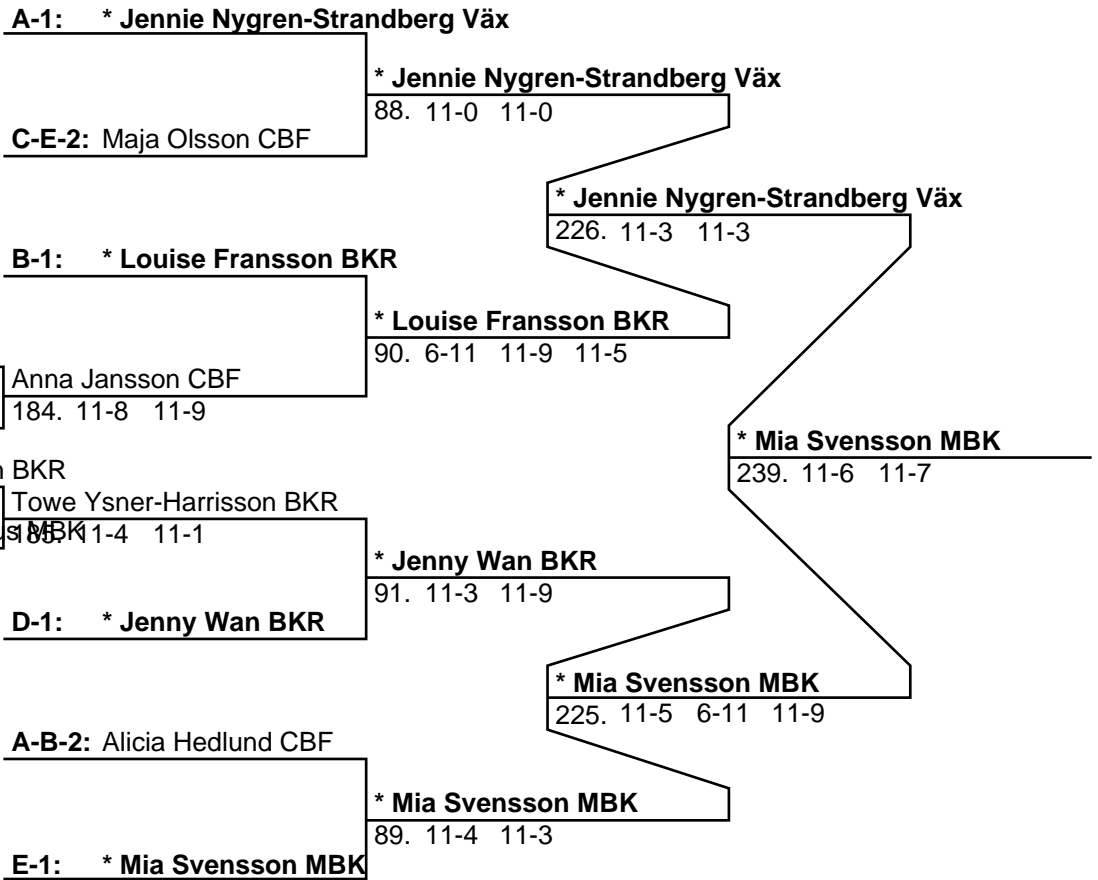 A-1: * Jennie Nygren-Strandberg Väx
* Jennie Nygren-Strandberg Väx
88. 11-0 11-0
C-E-2: Maja Olsson CBF
* Jennie Nygren-Strandberg Väx
226. 11-3 11-3
B-1: * Louise Fransson BKR
* Louise Fransson BKR
90. 6-11 11-9 11-5
Anna Jansson CBF
184. 11-8 11-9
* Mia Svensson MBK
239. 11-6 11-7
BKR
Towe Ysner-Harrisson BKR
MBK
185. 11-4 11-1
* Jenny Wan BKR
91. 11-3 11-9
D-1: * Jenny Wan BKR
* Mia Svensson MBK
225. 11-5 6-11 11-9
A-B-2: Alicia Hedlund CBF
* Mia Svensson MBK
89. 11-4 11-3
E-1: * Mia Svensson MBK